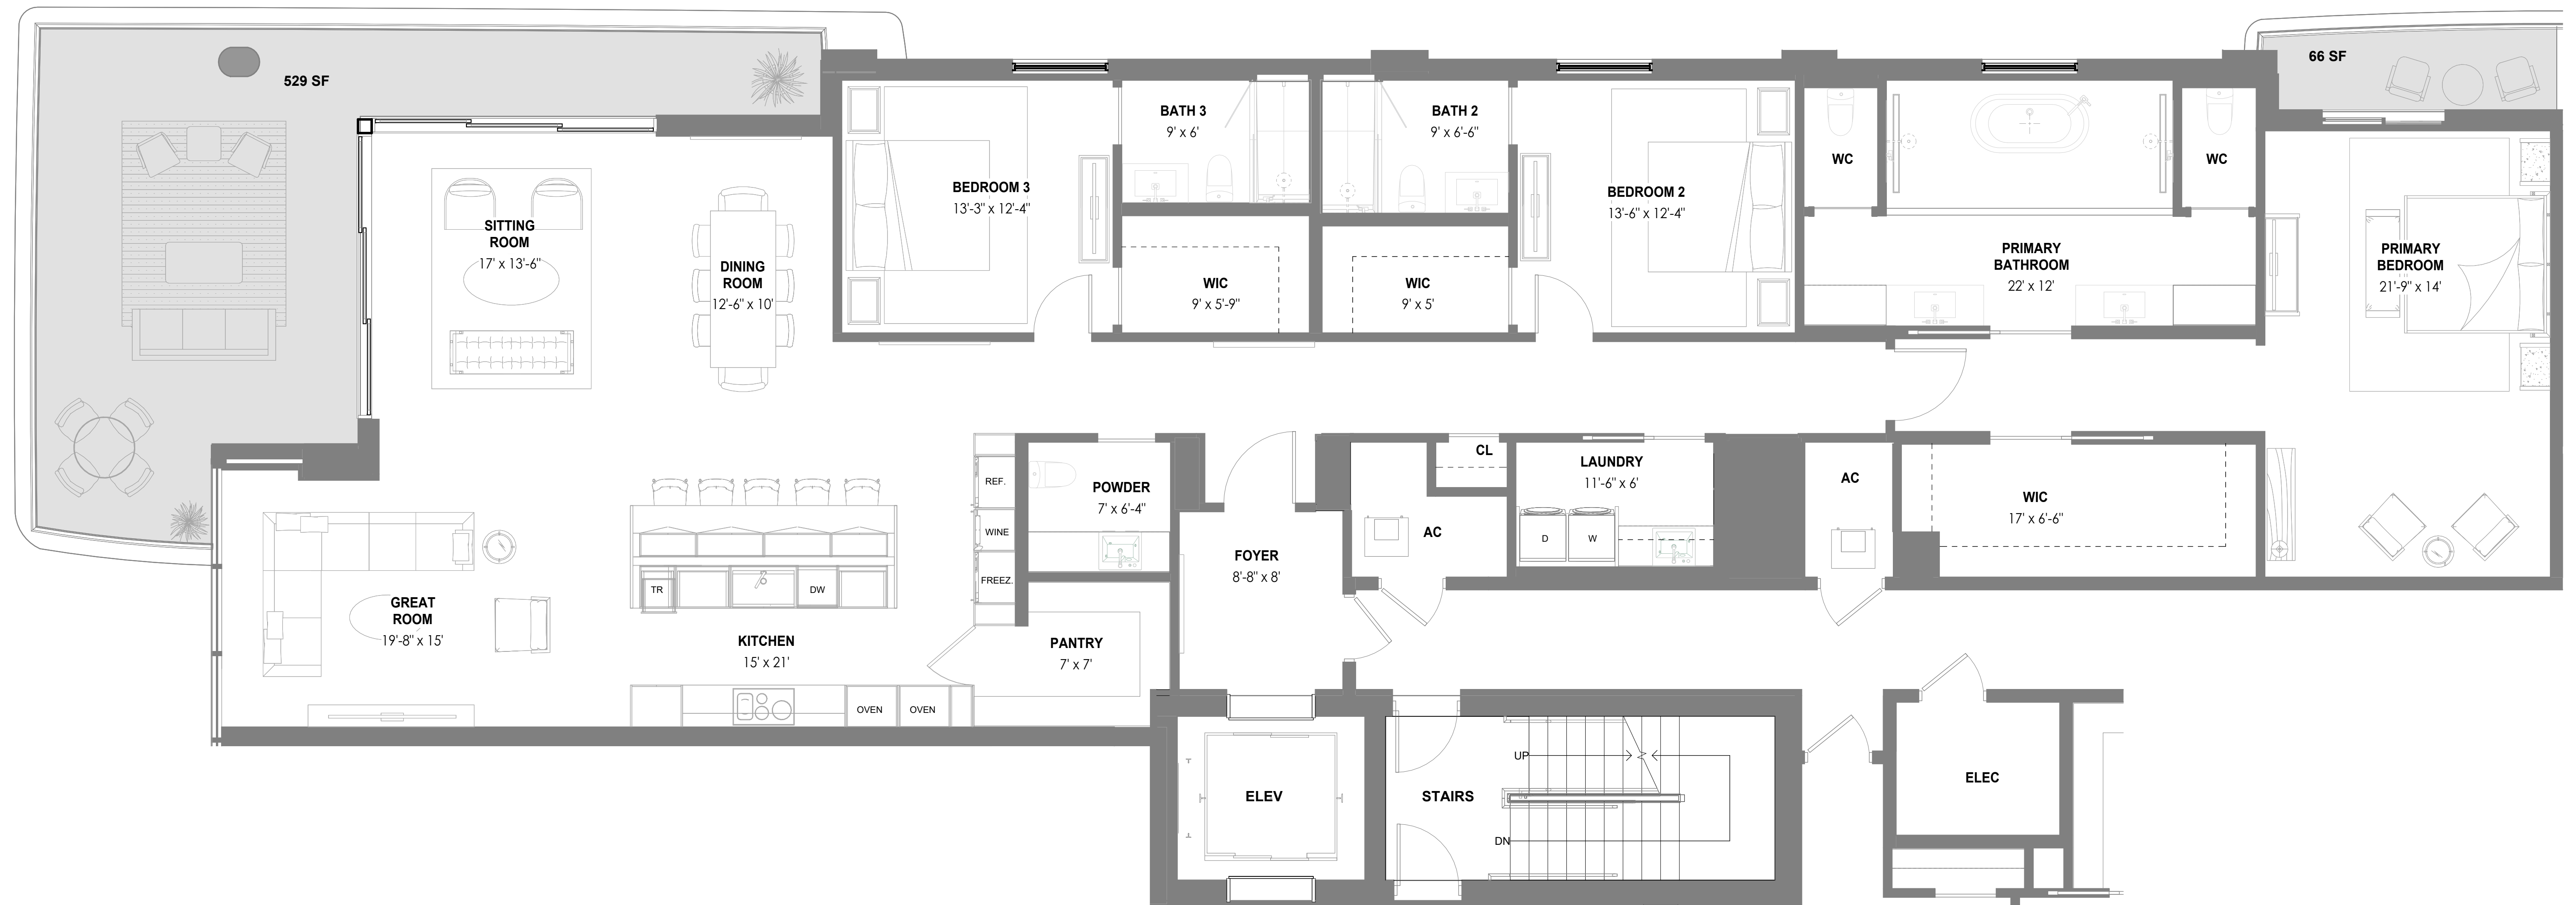 529 SF
66 SF
BATH 3
9' x 6'
BATH 2
9' x 6'-6"
WC
WC
BEDROOM 3
13'-3" x 12'-4"
BEDROOM 2
13'-6" x 12'-4"
SITTING
ROOM
17' x 13'-6"
DINING
ROOM
12'-6" x 10'
WIC
9' x 5'-9"
WIC
9' x 5'
PRIMARY
BATHROOM
22' x 12'
PRIMARY
BEDROOM
21'-9" x 14'
CL
LAUNDRY
11'-6" x 6'
AC
REF.
POWDER
7' x 6'-4"
WIC
17' x 6'-6"
WINE
AC
D
W
FOYER
8'-8" x 8'
FREEZ.
TR
DW
GREAT
ROOM
19'-8" x 15'
KITCHEN
15' x 21'
PANTRY
7' x 7'
OVEN
OVEN
UP
ELEV
STAIRS
ELEC
DN